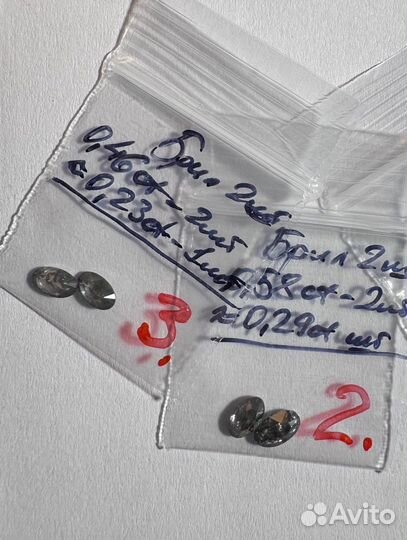 Брил 2шт
0,46ct - 2шт
≈ 0,23ct - 1шт
3.
Брил 2шт
0,58ct - 2шт
≈ 0,29ct шт
2.
Avito